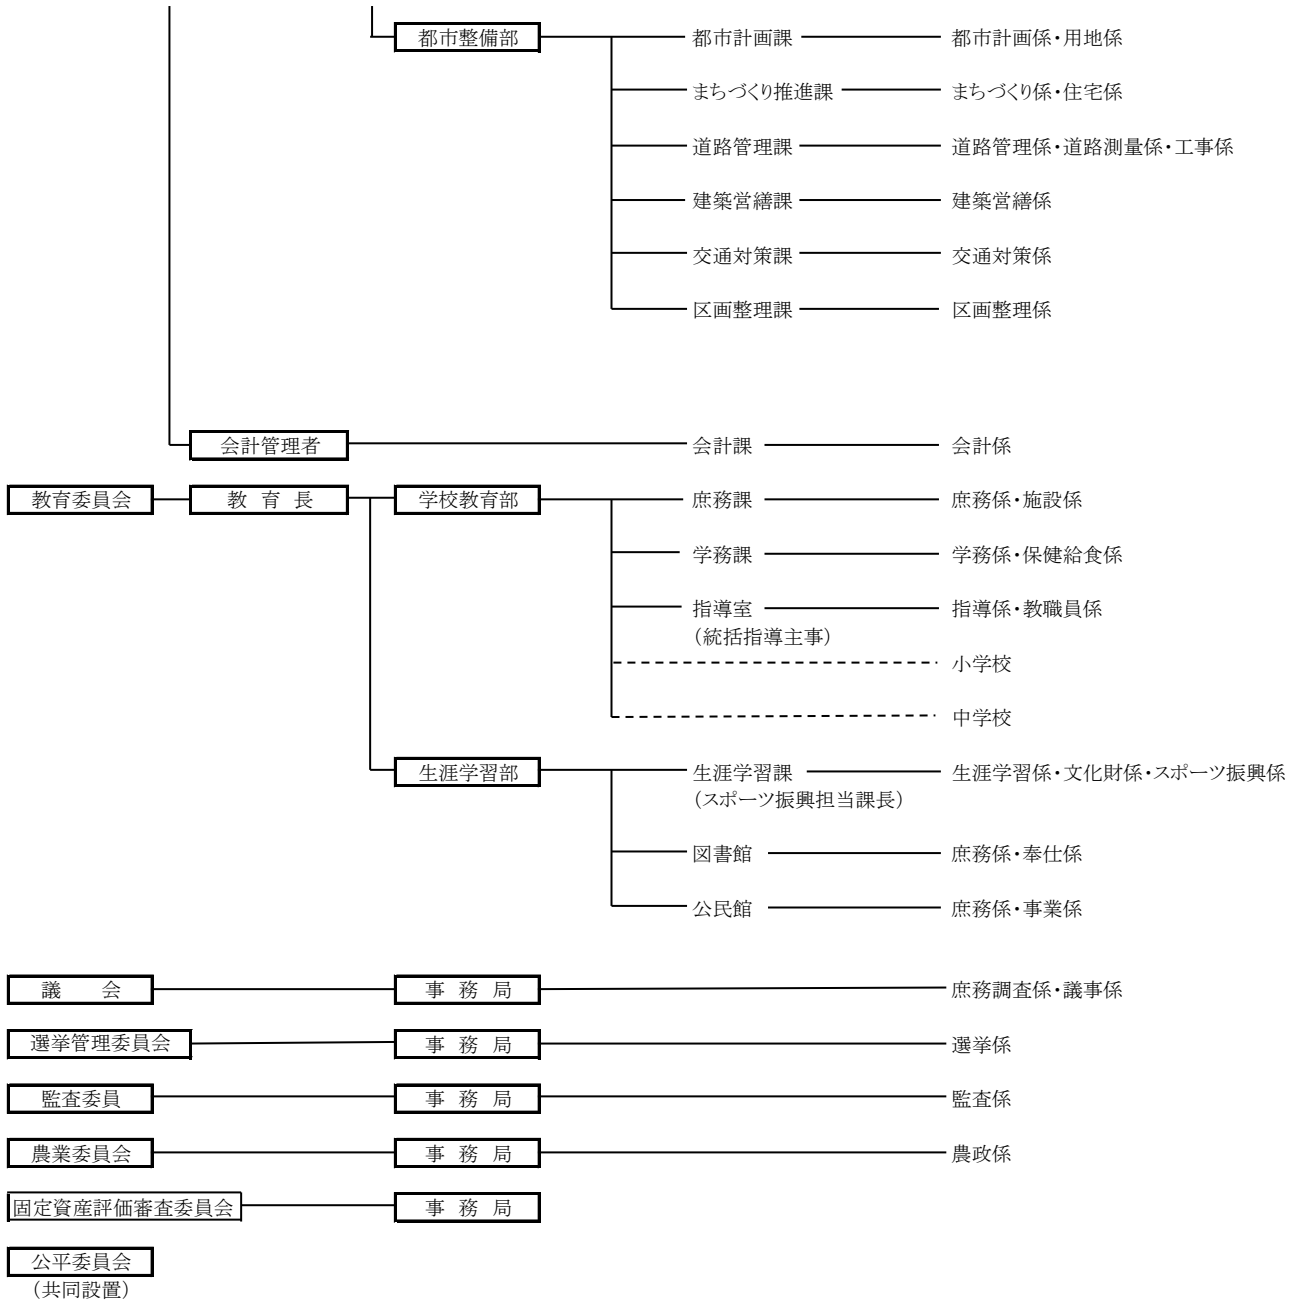 都市整備部 都市計画課 都市計画係・用地係
まちづくり推進課 まちづくり係・住宅係
道路管理課 道路管理係・道路測量係・工事係
建築営繕課 建築営繕係
交通対策課 交通対策係
区画整理課 区画整理係
会計管理者 会計課 会計係
教育委員会 教育長 学校教育部 庶務課 庶務係・施設係
学務課 学務係・保健給食係
指導室 指導係・教職員係
（統括指導主事）
小学校
中学校
生涯学習部 生涯学習課 生涯学習係・文化財係・スポーツ振興係
（スポーツ振興担当課長）
図書館 庶務係・奉仕係
公民館 庶務係・事業係
議会 事務局 庶務調査係・議事係
選挙管理委員会 事務局 選挙係
監査委員 事務局 監査係
農業委員会 事務局 農政係
固定資産評価審査委員会 事務局
公平委員会
（共同設置）